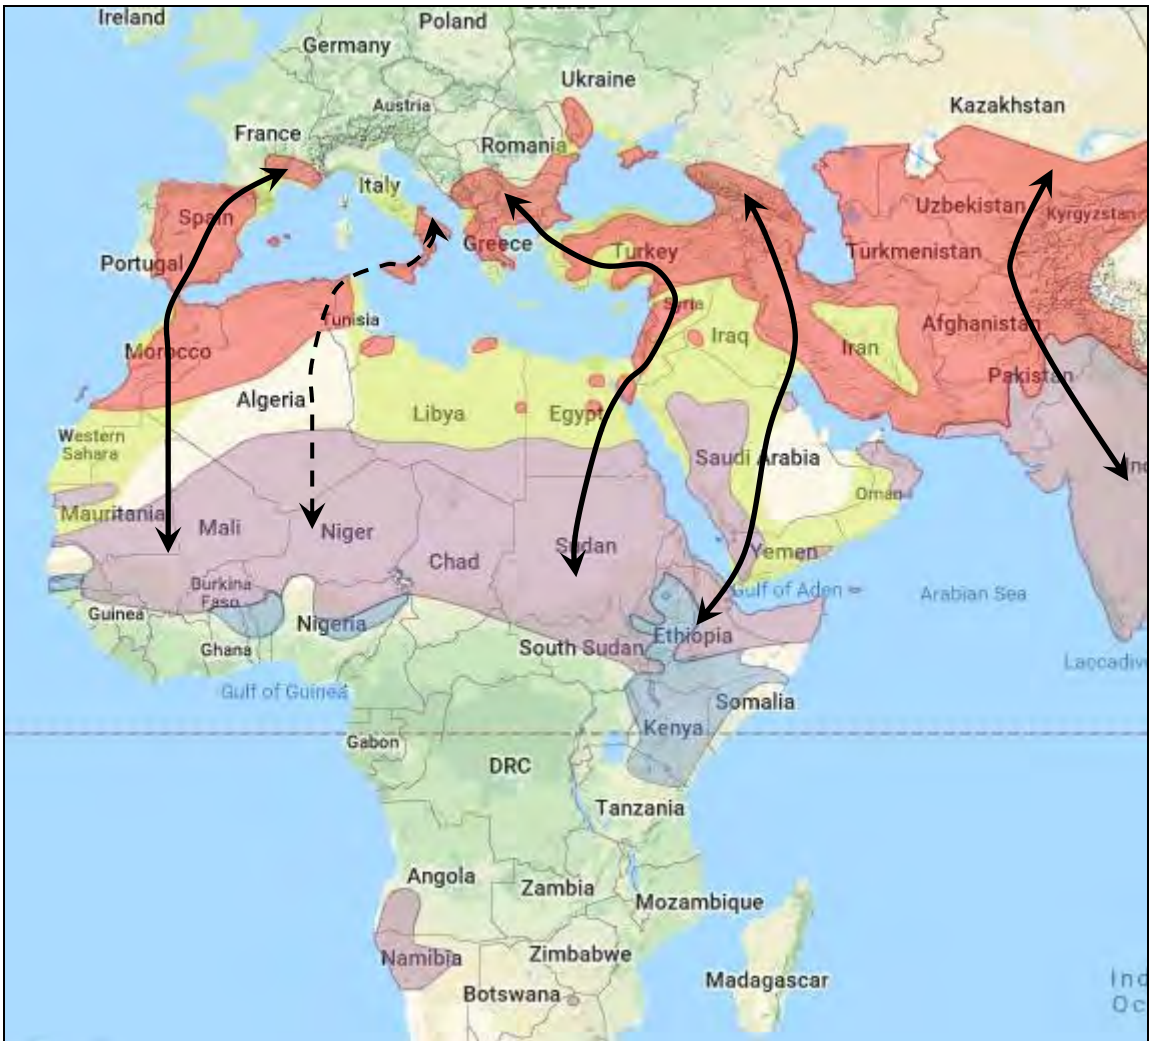 Ireland
Poland
Germany
Ukraine
Austria
Kazakhstan
France
Romania
Italy
Spain
Uzbekistan
Kyrgyzstan
Portugal
Greece
Turkey
Turkmenistan
Syria
Tunisia
Morocco
Iraq
Iran
Afghanistan
Pakistan
Algeria
Libya
Egypt
Western
Sahara
Saudi Arabia
Oman
Mauritania
Mali
Niger
Chad
Sudan
Yemen
Burkina
Faso
Gulf of Aden
Arabian Sea
Guinea
Nigeria
Ethiopia
Ghana
South Sudan
Laccadiv
Gulf of Guinea
Somalia
Kenya
Gabon
DRC
Tanzania
Angola
Zambia
Mozambique
Namibia
Zimbabwe
Madagascar
Botswana
Ind
Oc